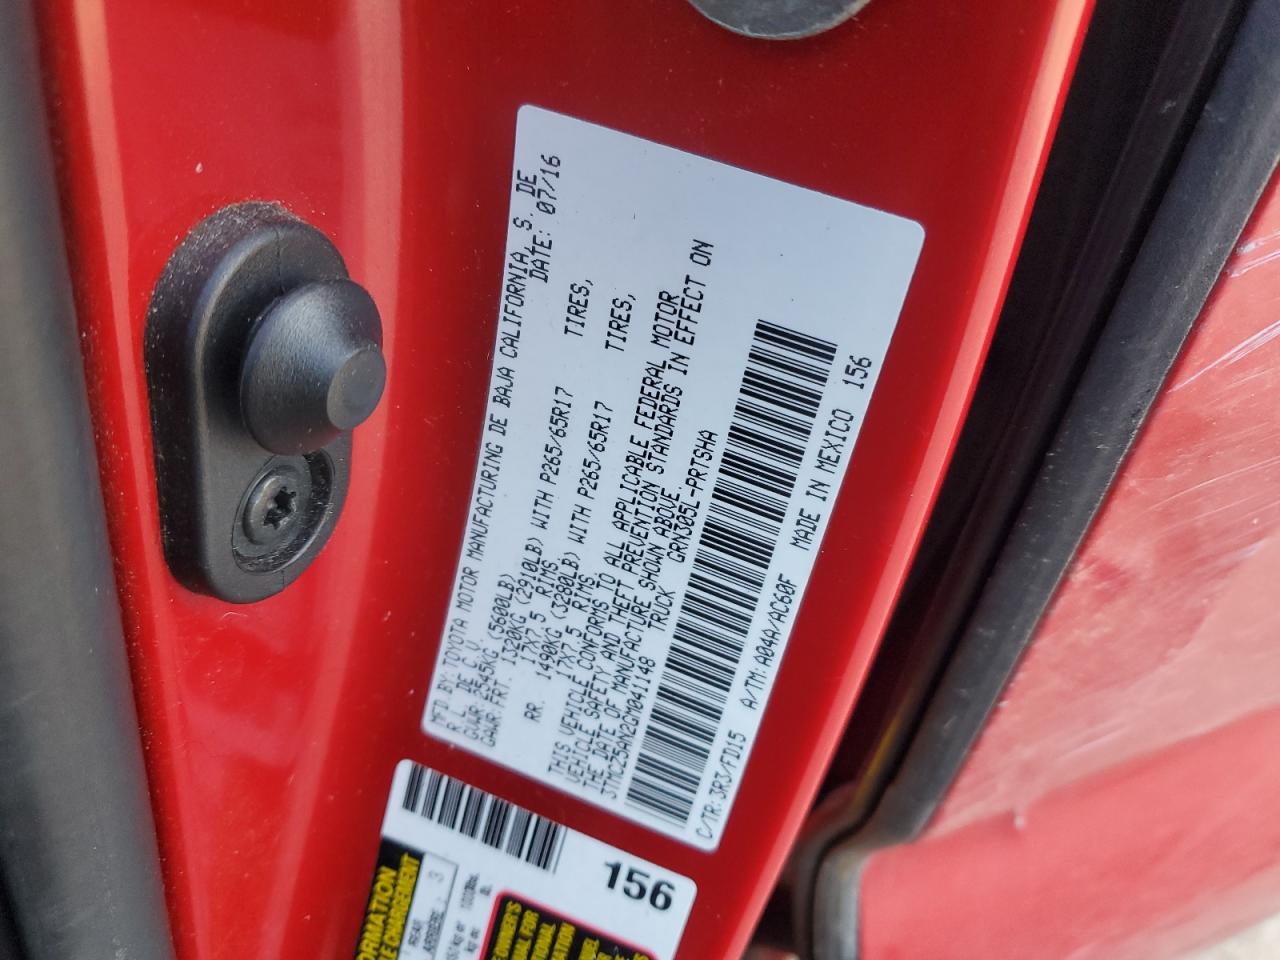 MFD. BY: TOYOTA MOTOR MANUFACTURING DE BAJA CALIFORNIA, S. DE
R.L. DE C.V. DATE: 07/16
GVWR: 2545KG (5600LB)
GAWR: FRT. 1320KG (2910LB) WITH P265/65R17 TIRES,
17X7.5 RIMS,
RR. 1490KG (3280LB) WITH P265/65R17 TIRES,
17X7.5 RIMS.
THIS VEHICLE CONFORMS TO ALL APPLICABLE FEDERAL MOTOR
VEHICLE SAFETY AND THEFT PREVENTION STANDARDS IN EFFECT ON
THE DATE OF MANUFACTURE SHOWN ABOVE.
3TMCZ5AN2GM041148 TRUCK GRN305L-PRTSHA
C/TR: 3R3/FD15 A/TM: A04A/AC60F MADE IN MEXICO 156
156
REAR
ARRIERE : 3